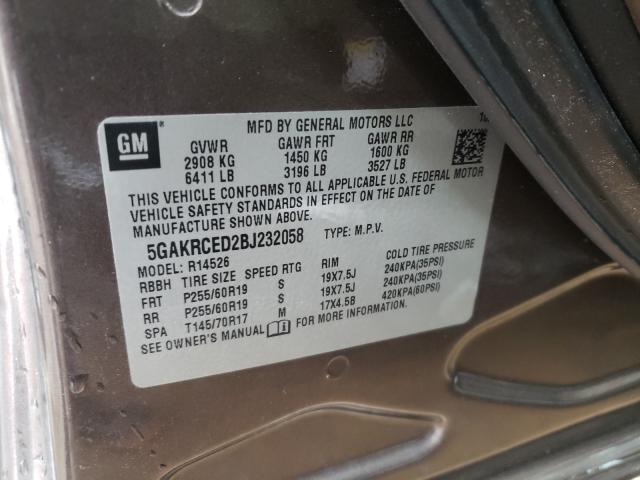 GM
MFD BY GENERAL MOTORS LLC
GVWR GAWR FRT GAWR RR
2908 KG 1450 KG 1600 KG
6411 LB 3196 LB 3527 LB
THIS VEHICLE CONFORMS TO ALL APPLICABLE U.S. FEDERAL MOTOR
VEHICLE SAFETY STANDARDS IN EFFECT ON THE DATE OF
MANUFACTURE SHOWN ABOVE.
5GAKRCED2BJ232058 TYPE: M.P.V.
MODEL: R14526
RBBH TIRE SIZE SPEED RTG RIM COLD TIRE PRESSURE
FRT P255/60R19 S 19X7.5J 240KPA(35PSI)
RR P255/60R19 S 19X7.5J 240KPA(35PSI)
SPA T145/70R17 M 17X4.5B 420KPA(60PSI)
SEE OWNER'S MANUAL FOR MORE INFORMATION.